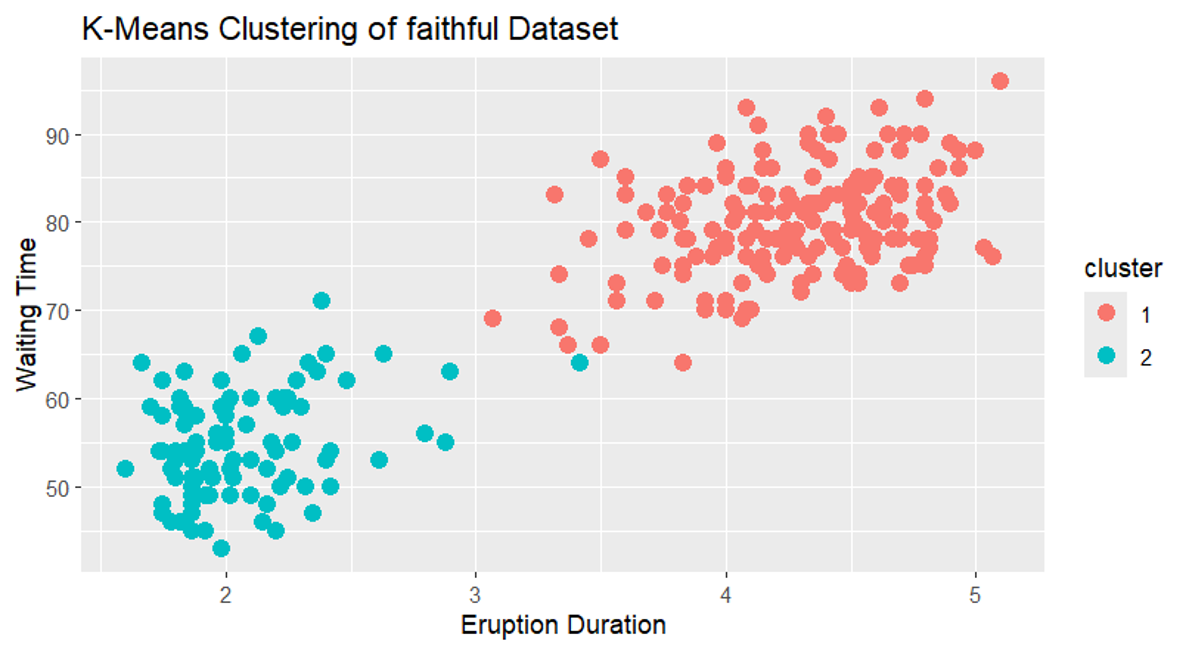 K-Means Clustering of faithful Dataset
Waiting Time
90
80
70
60
50
2
3
4
5
Eruption Duration
cluster
1
2